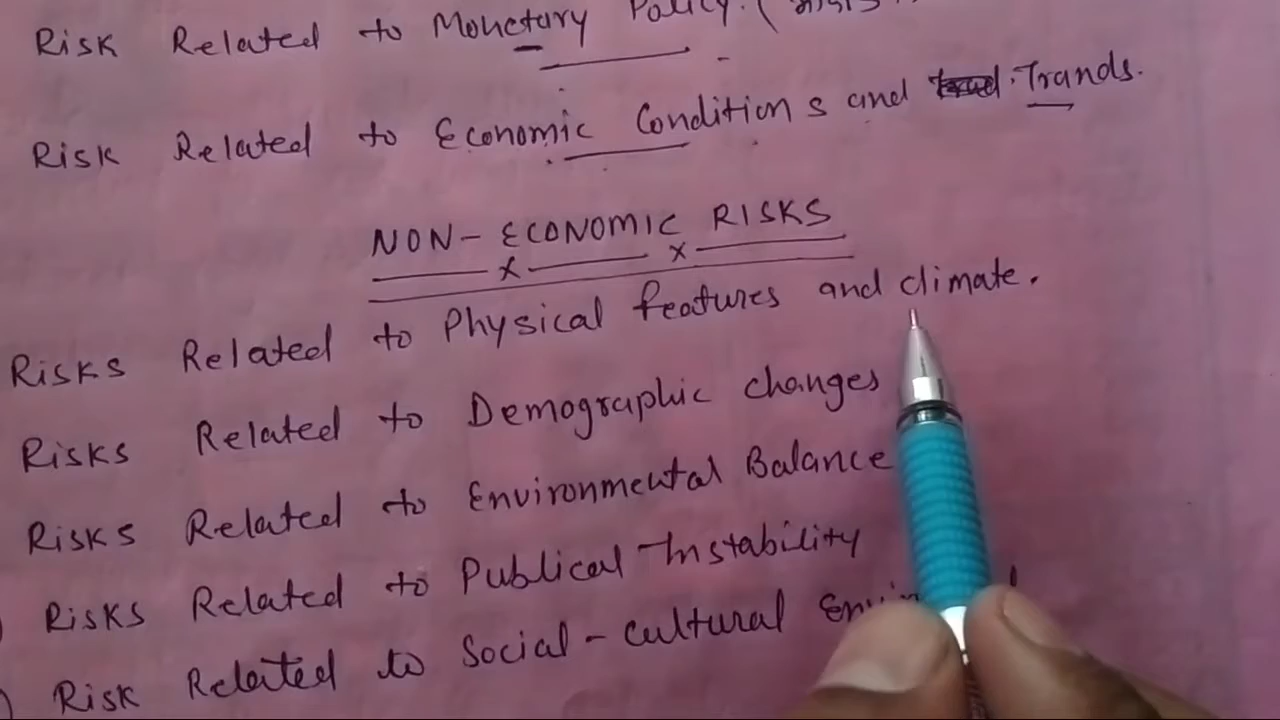 Risk Related to Monetary Policy. (
Risk Related to Economic Conditions and Trands.
NON-ECONOMIC RISKS
Risks Related to Physical features and climate.
Risks Related to Demographic changes
Risks Related to Environmental Balance
Risks Related to Publical Instability
Risk Related to Social-cultural